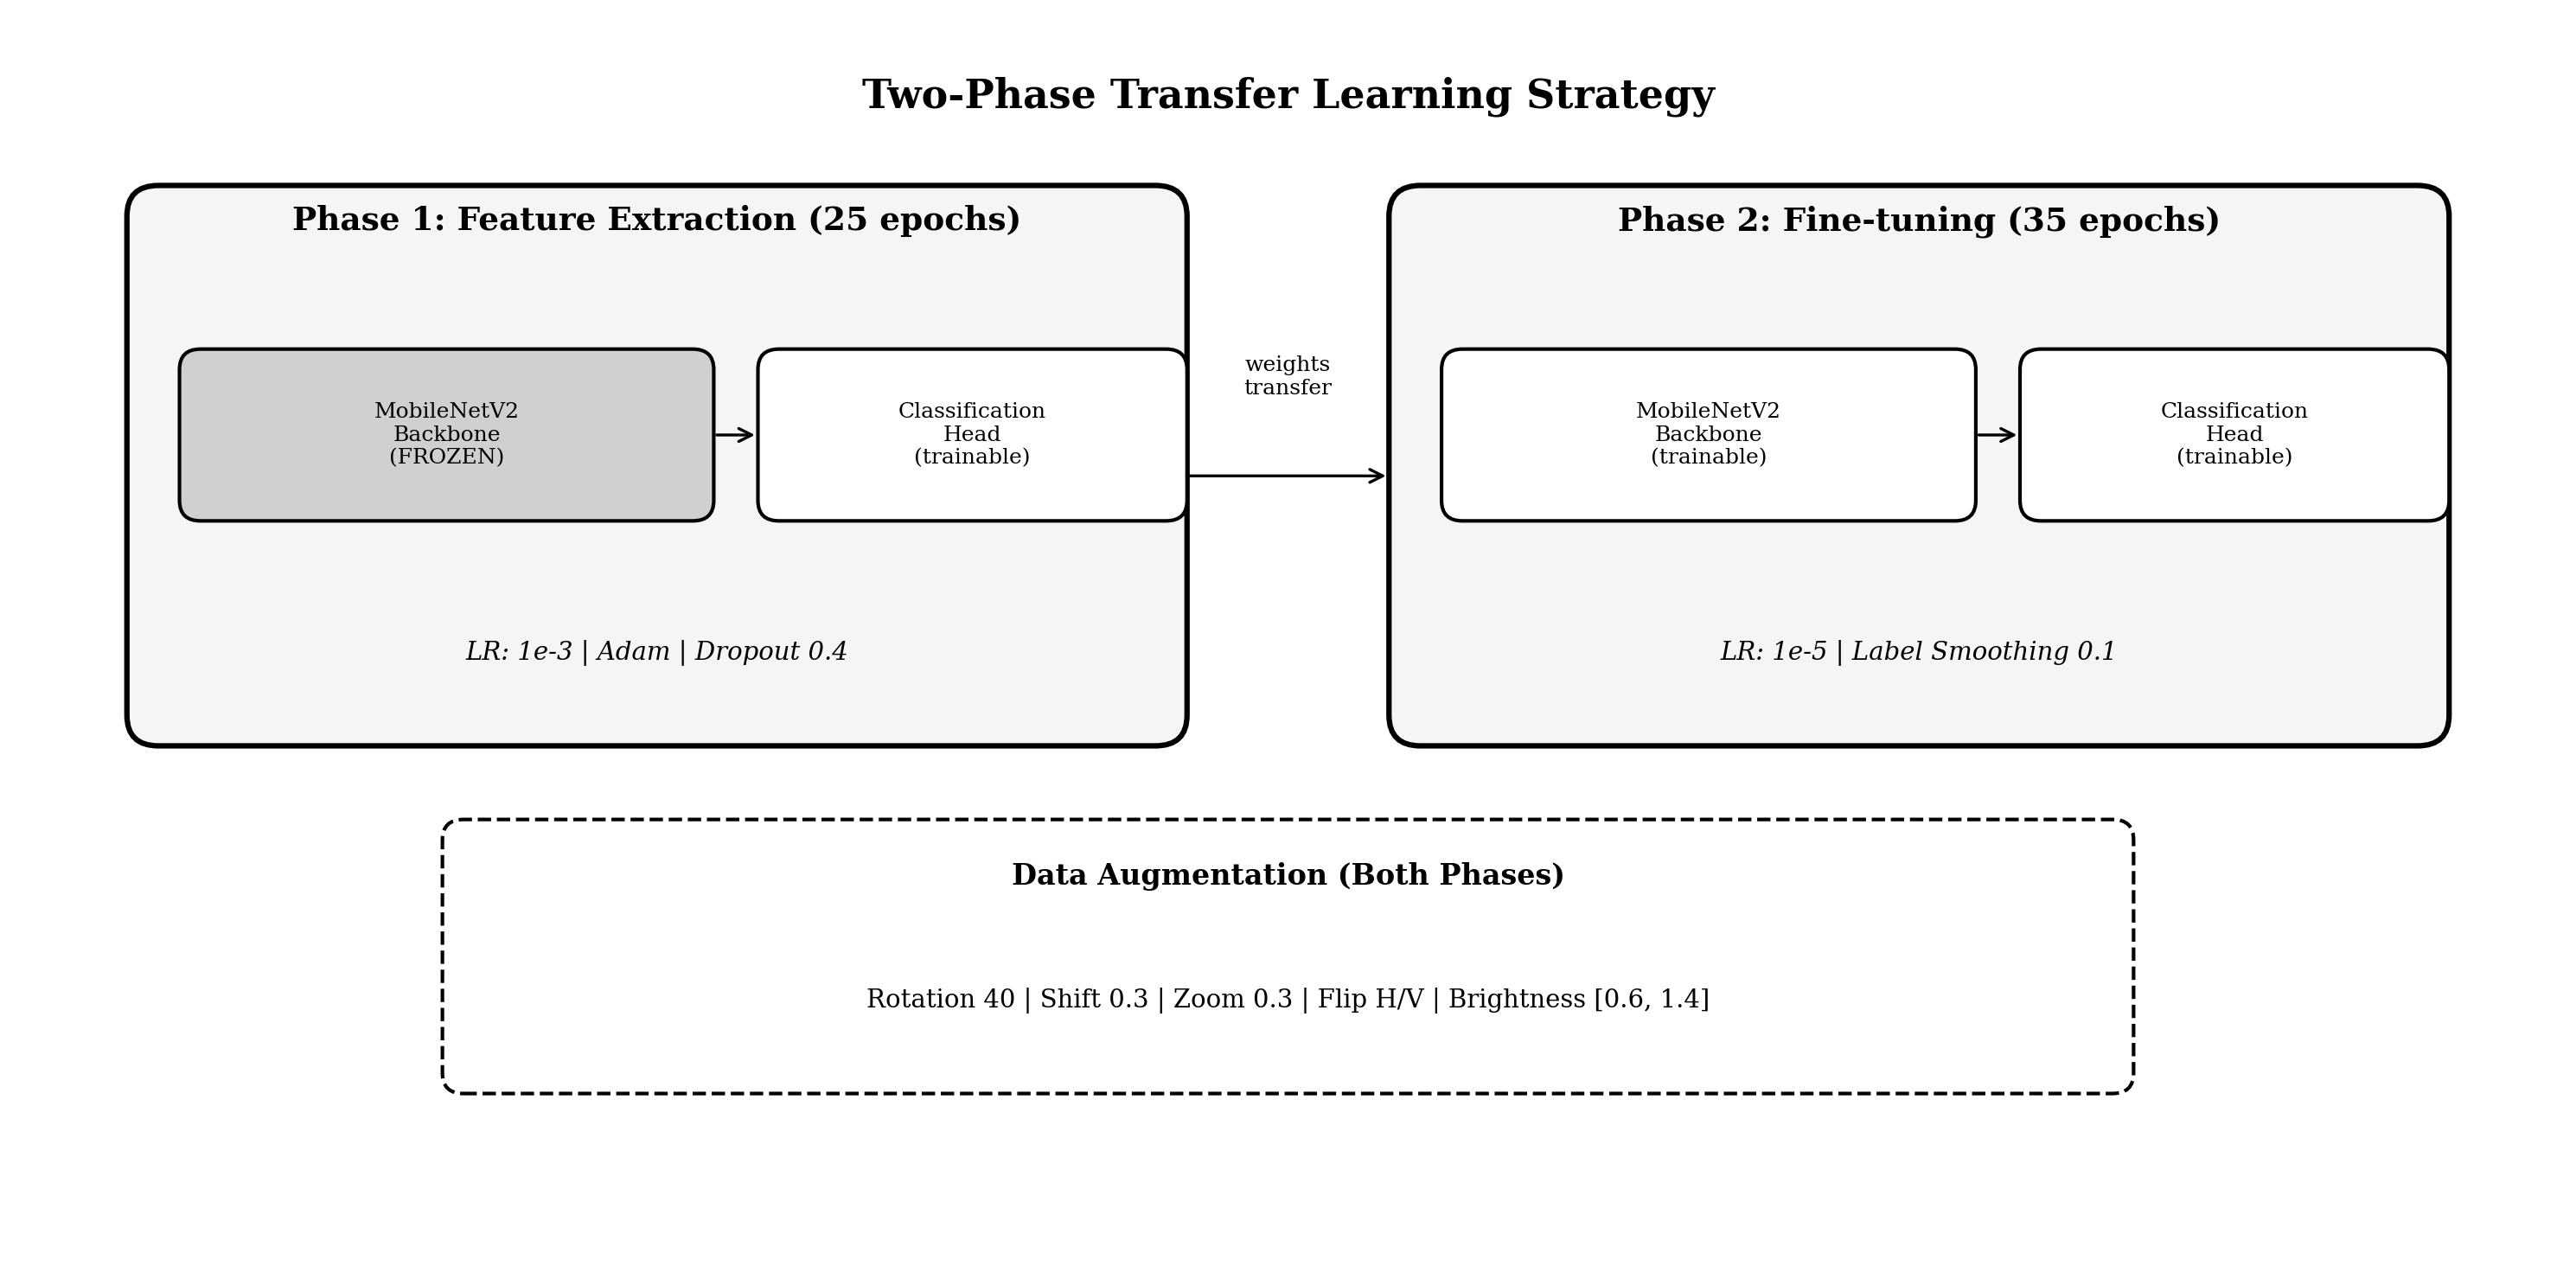 Two-Phase Transfer Learning Strategy
Phase 1: Feature Extraction (25 epochs)
MobileNetV2
Backbone
(FROZEN)
Classification
Head
(trainable)
LR: 1e-3 | Adam | Dropout 0.4
weights
transfer
Phase 2: Fine-tuning (35 epochs)
MobileNetV2
Backbone
(trainable)
Classification
Head
(trainable)
LR: 1e-5 | Label Smoothing 0.1
Data Augmentation (Both Phases)
Rotation 40 | Shift 0.3 | Zoom 0.3 | Flip H/V | Brightness [0.6, 1.4]